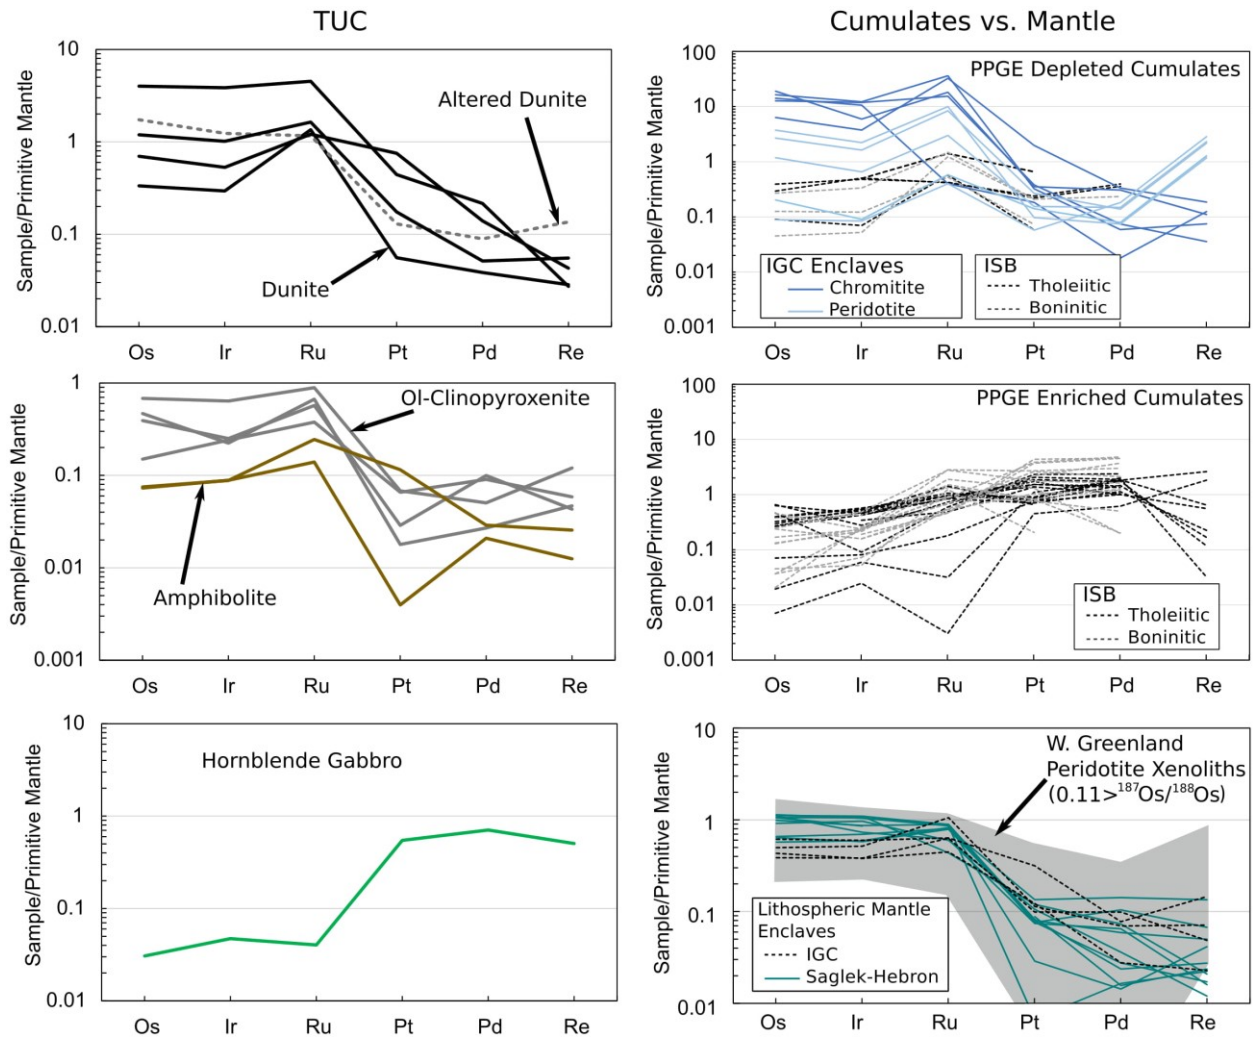 TUC
Cumulates vs. Mantle
Sample/Primitive Mantle
10
1
0.1
0.01
Altered Dunite
Dunite
Os Ir Ru Pt Pd Re
Sample/Primitive Mantle
100
10
1
0.1
0.01
0.001
PPGE Depleted Cumulates
IGC Enclaves
Chromitite
Peridotite
ISB
Tholeiitic
Boninitic
Os Ir Ru Pt Pd Re
Sample/Primitive Mantle
1
0.1
0.01
0.001
Ol-Clinopyroxenite
Amphibolite
Os Ir Ru Pt Pd Re
Sample/Primitive Mantle
100
10
1
0.1
0.01
0.001
PPGE Enriched Cumulates
ISB
Tholeiitic
Boninitic
Os Ir Ru Pt Pd Re
Sample/Primitive Mantle
10
1
0.1
0.01
Hornblende Gabbro
Os Ir Ru Pt Pd Re
Sample/Primitive Mantle
10
1
0.1
0.01
W. Greenland
Peridotite Xenoliths
(0.11>¹⁸⁷Os/¹⁸⁸Os)
Lithospheric Mantle
Enclaves
IGC
Saglek-Hebron
Os Ir Ru Pt Pd Re